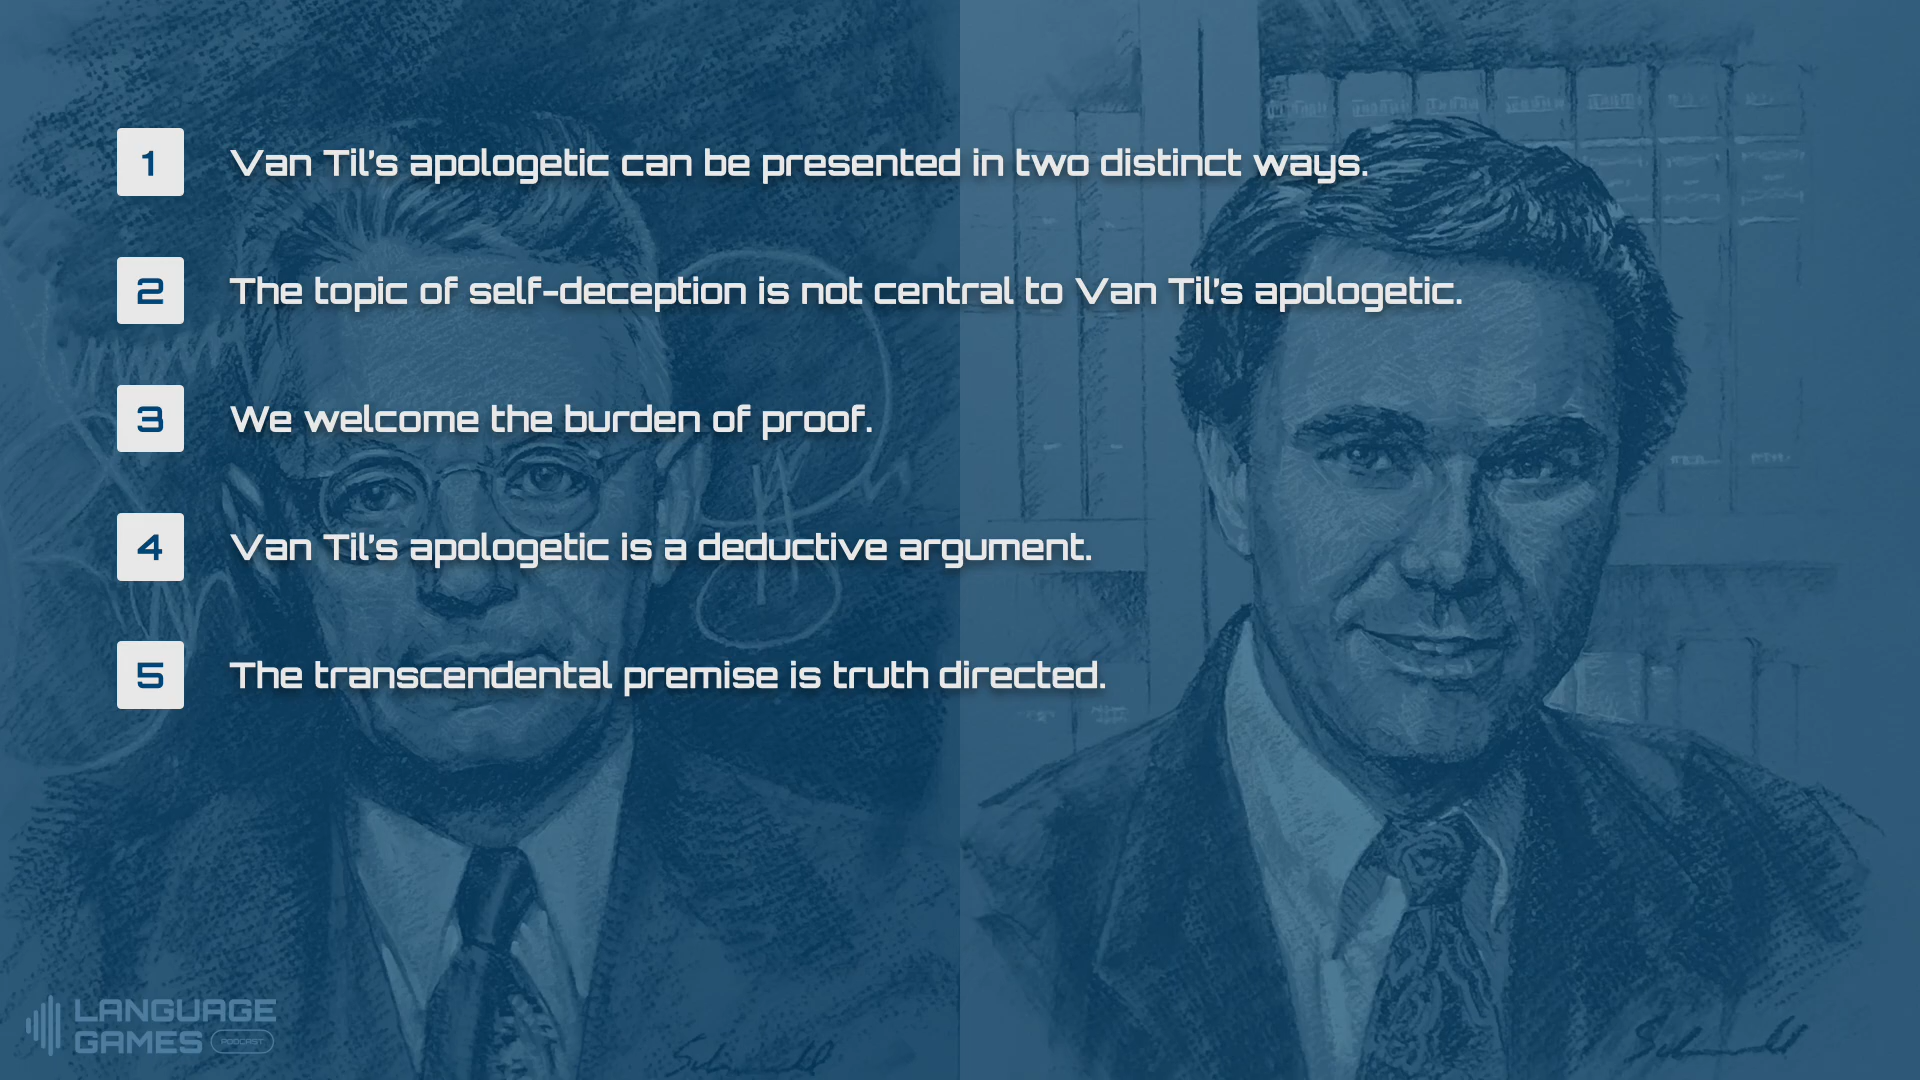 1 Van Til's apologetic can be presented in two distinct ways.
2 The topic of self-deception is not central to Van Til's apologetic.
3 We welcome the burden of proof.
4 Van Til's apologetic is a deductive argument.
5 The transcendental premise is truth directed.
LANGUAGE
GAMES PODCAST